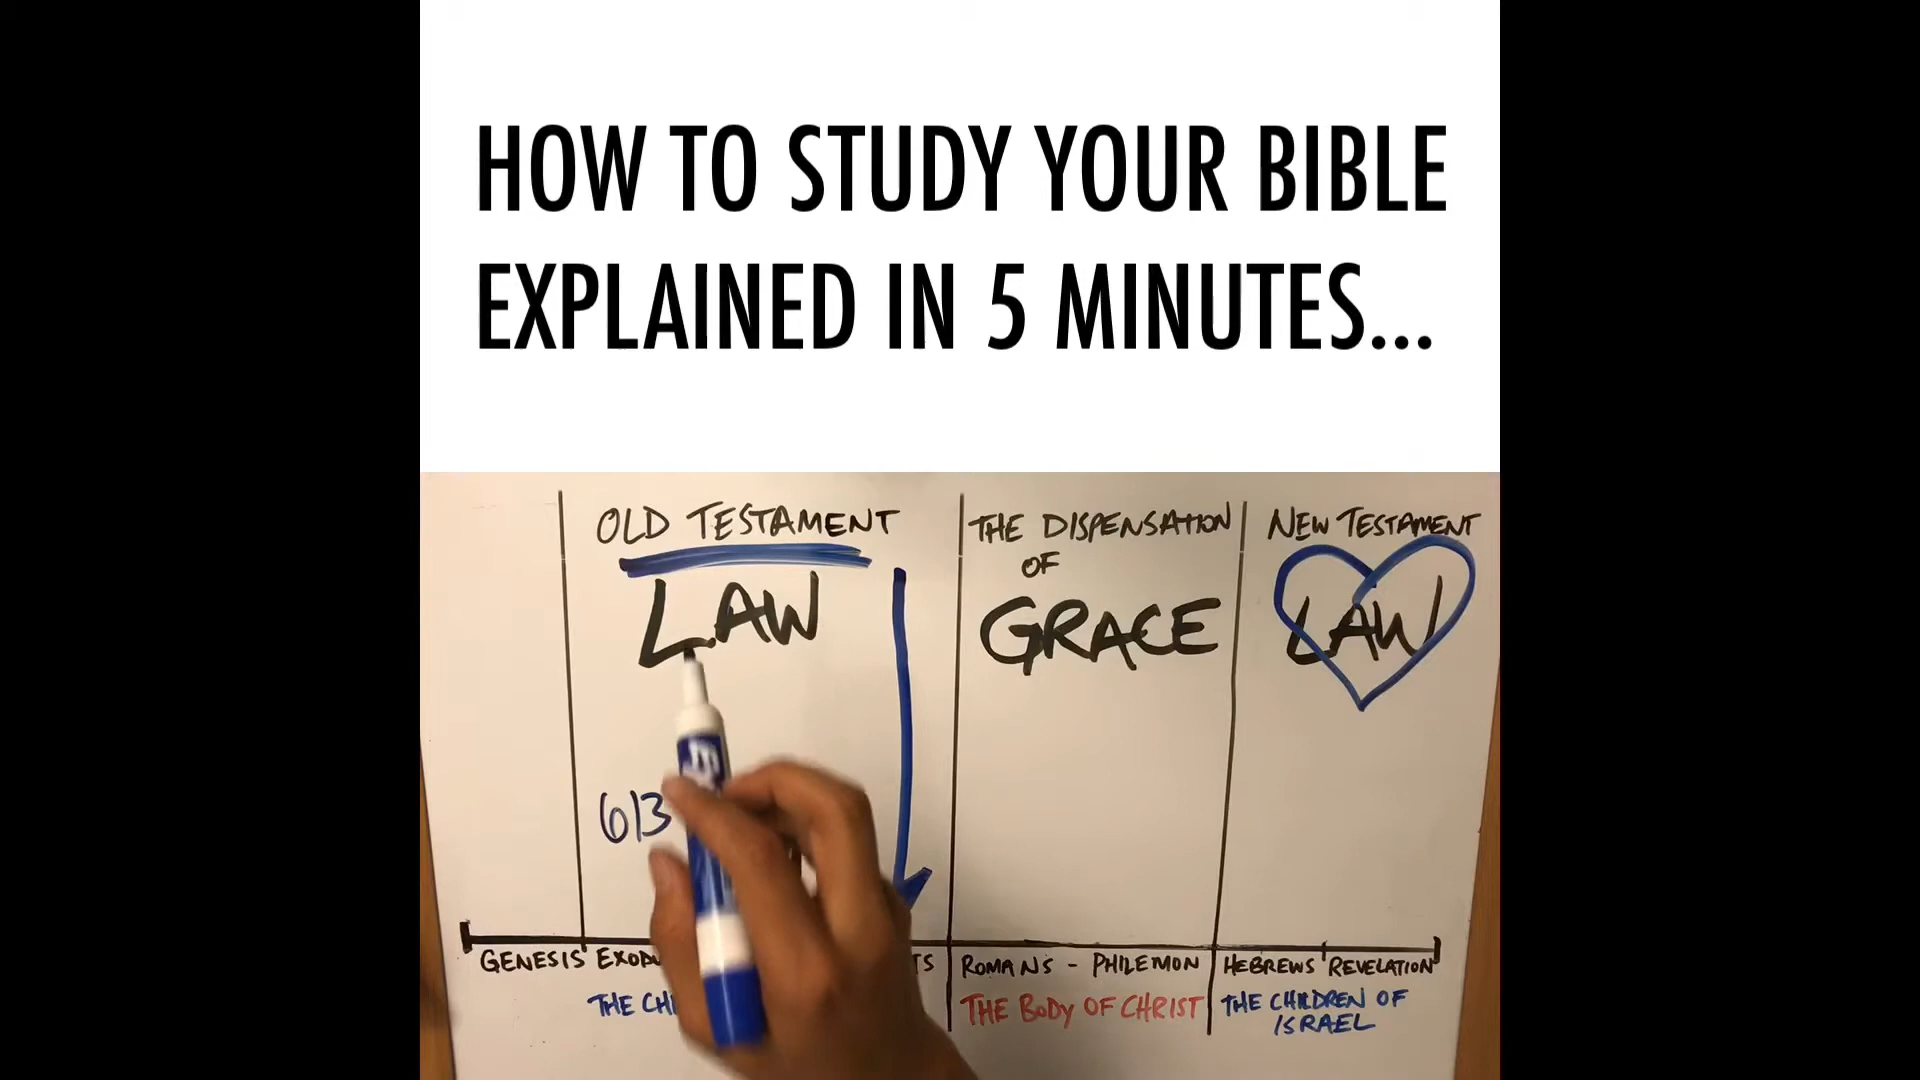 HOW TO STUDY YOUR BIBLE
EXPLAINED IN 5 MINUTES...
OLD TESTAMENT
LAW
613
THE DISPENSATION
OF
GRACE
NEW TESTAMENT
LAW
GENESIS
ROMANS - PHILEMON
HEBREWS REVELATION
THE
THE BODY OF CHRIST
THE CHILDREN OF
ISRAEL